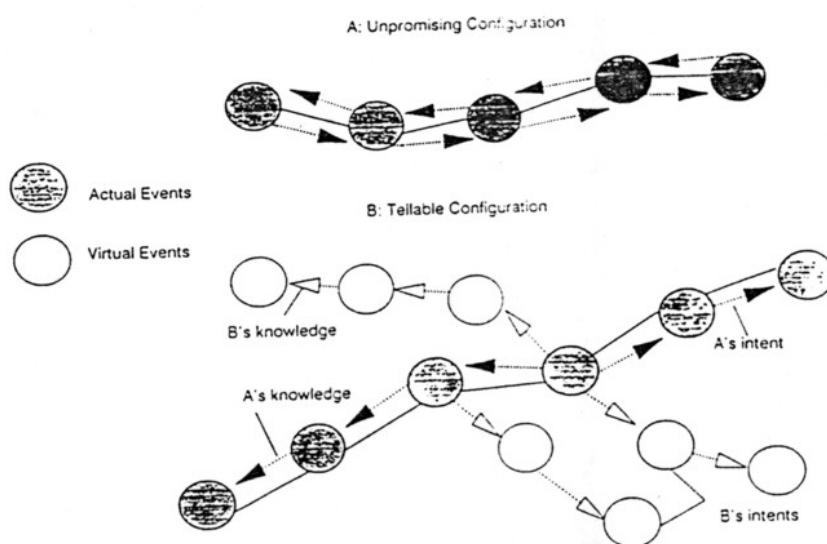 A: Unpromising Configuration
Actual Events
B: Tellable Configuration
Virtual Events
B's knowledge
A's intent
A's knowledge
B's intents